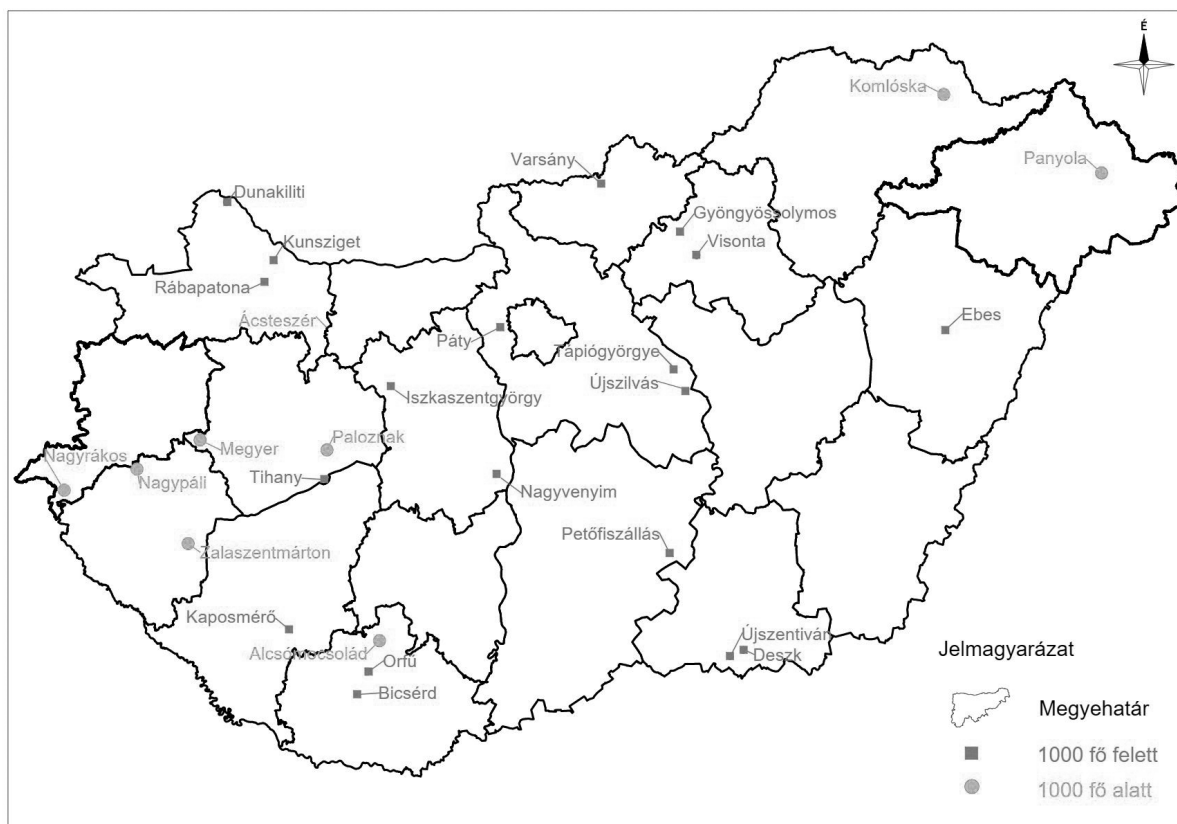 É
Komlóska
Panyola
Varsány
Dunakiliti
Gyöngyössolymos
Kunsziget
Visonta
Rábapatona
Ácsteszér
Ebes
Páty
Tápiógyörgye
Újszilvás
Iszkaszentgyörgy
Nagyrákos
Megyer
Paloznak
Nagypáli
Tihany
Nagyvenyim
Petőfiszállás
Zalaszentmárton
Kaposmérő
Újszentiván
Alcsómocsolád
Deszk
Orfű
Bicsérd
Jelmagyarázat
Megyehatár
1000 fő felett
1000 fő alatt